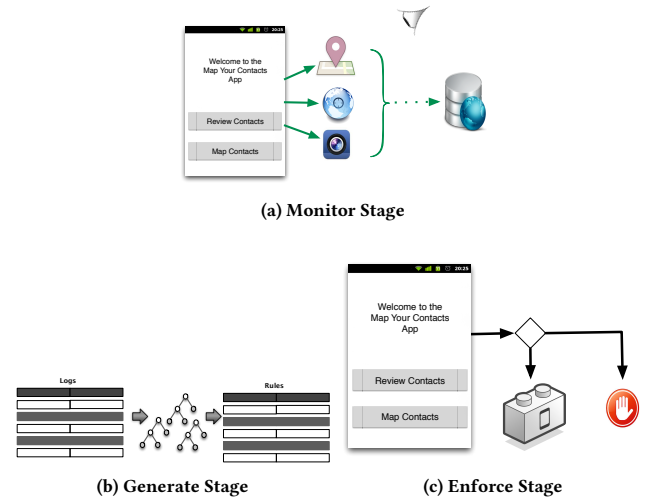 20:25
Welcome to the
Map Your Contacts
App
Review Contacts
Map Contacts
(a) Monitor Stage
20:25
Welcome to the
Map Your Contacts
App
Review Contacts
Map Contacts
Logs
Rules
(b) Generate Stage
(c) Enforce Stage